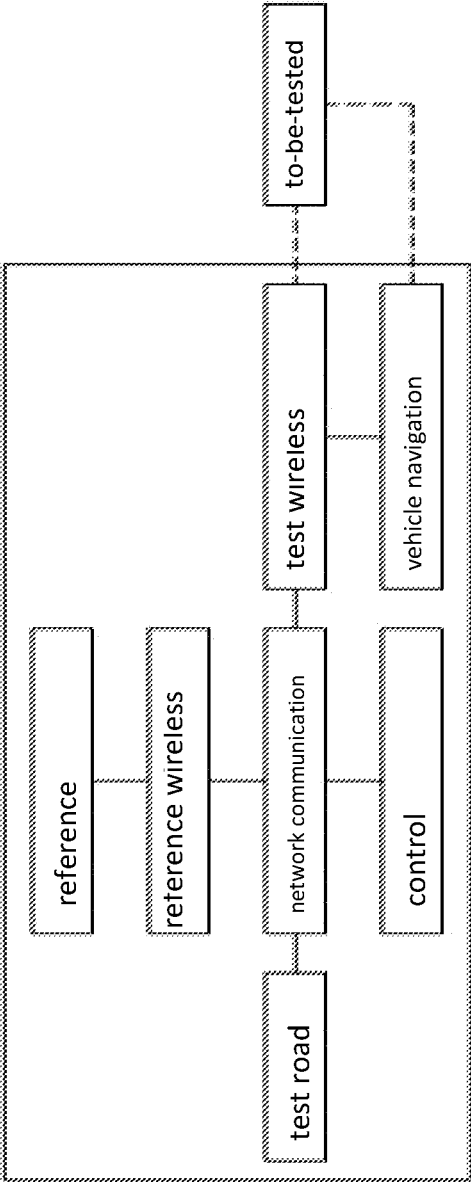 reference
reference wireless
test road
network communication
test wireless
to-be-tested
control
vehicle navigation